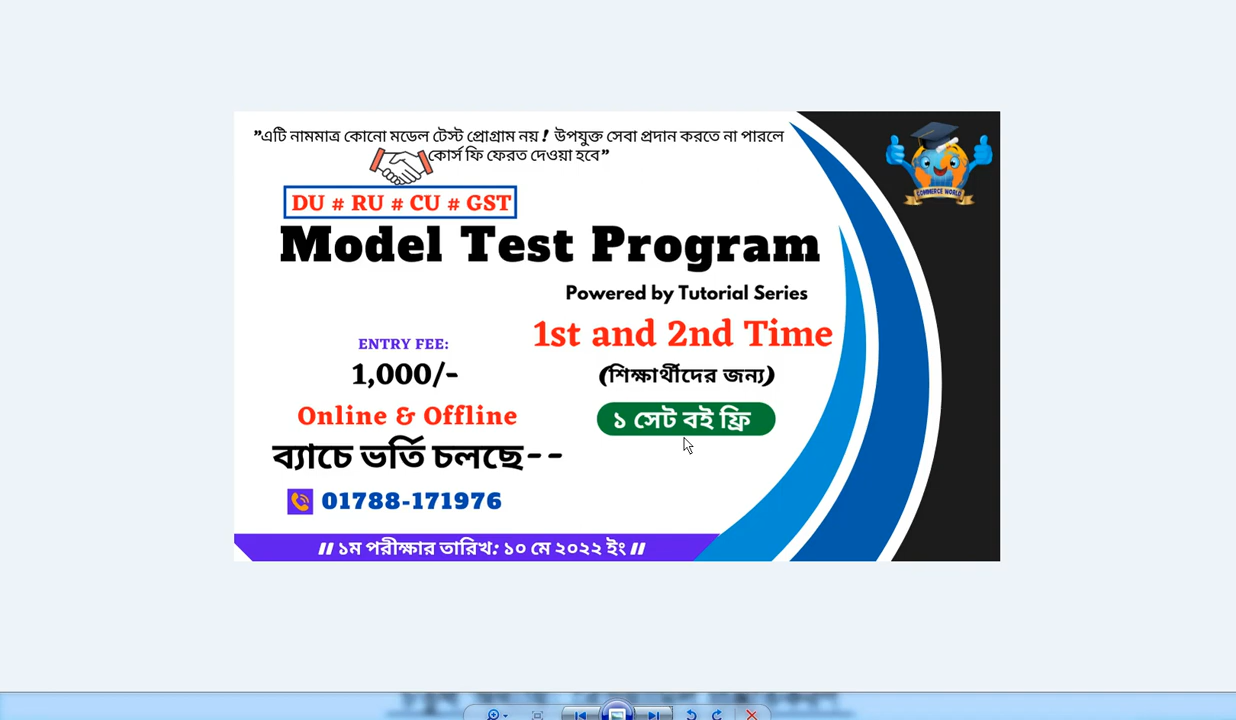 ”এটি নামমাত্র কোনো মডেল টেস্ট প্রোগ্রাম নয়! উপযুক্ত সেবা প্রদান করতে না পারলে
কোর্স ফি ফেরত দেওয়া হবে”
COMMERCE WORLD
DU # RU # CU # GST
Model Test Program
Powered by Tutorial Series
1st and 2nd Time
(শিক্ষার্থীদের জন্য)
১ সেট বই ফ্রি
ENTRY FEE:
1,000/-
Online & Offline
ব্যাচে ভর্তি চলছে--
01788-171976
// ১ম পরীক্ষার তারিখ: ১০ মে ২০২২ ইং //